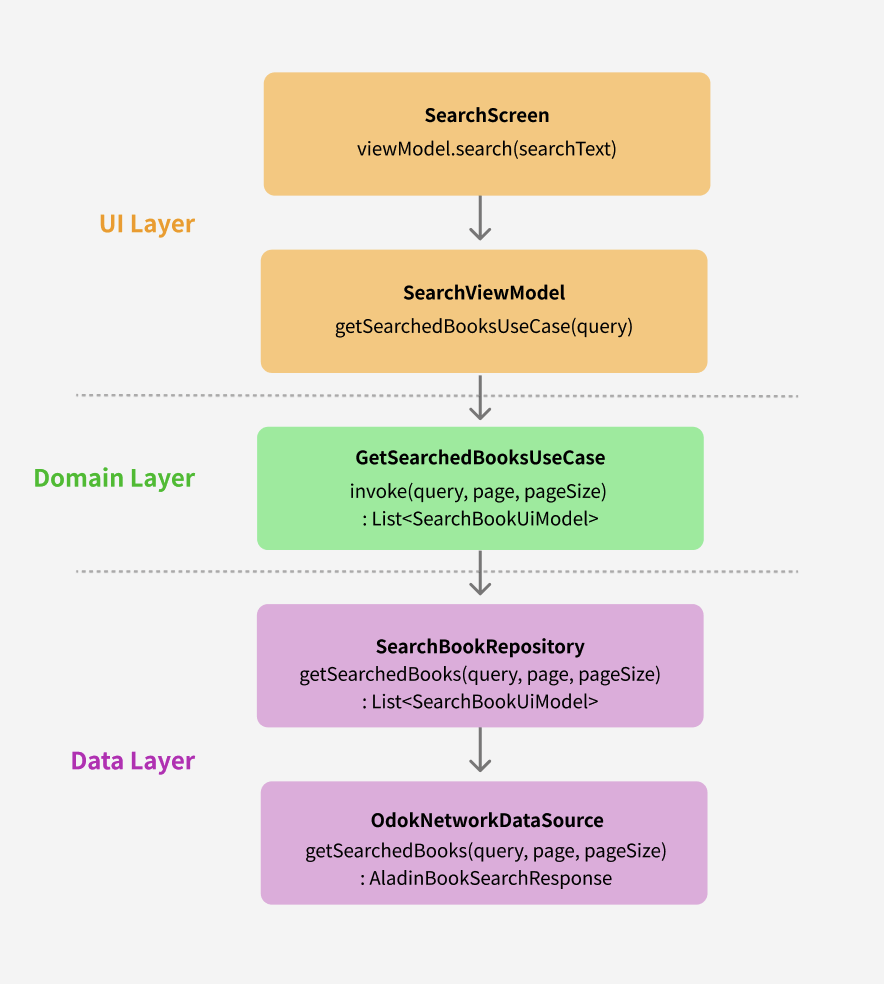 SearchScreen
viewModel.search(searchText)
UI Layer
SearchViewModel
getSearchedBooksUseCase(query)
GetSearchedBooksUseCase
Domain Layer
invoke(query, page, pageSize)
: List<SearchBookUiModel>
SearchBookRepository
getSearchedBooks(query, page, pageSize)
: List<SearchBookUiModel>
Data Layer
OdokNetworkDataSource
getSearchedBooks(query, page, pageSize)
: AladinBookSearchResponse